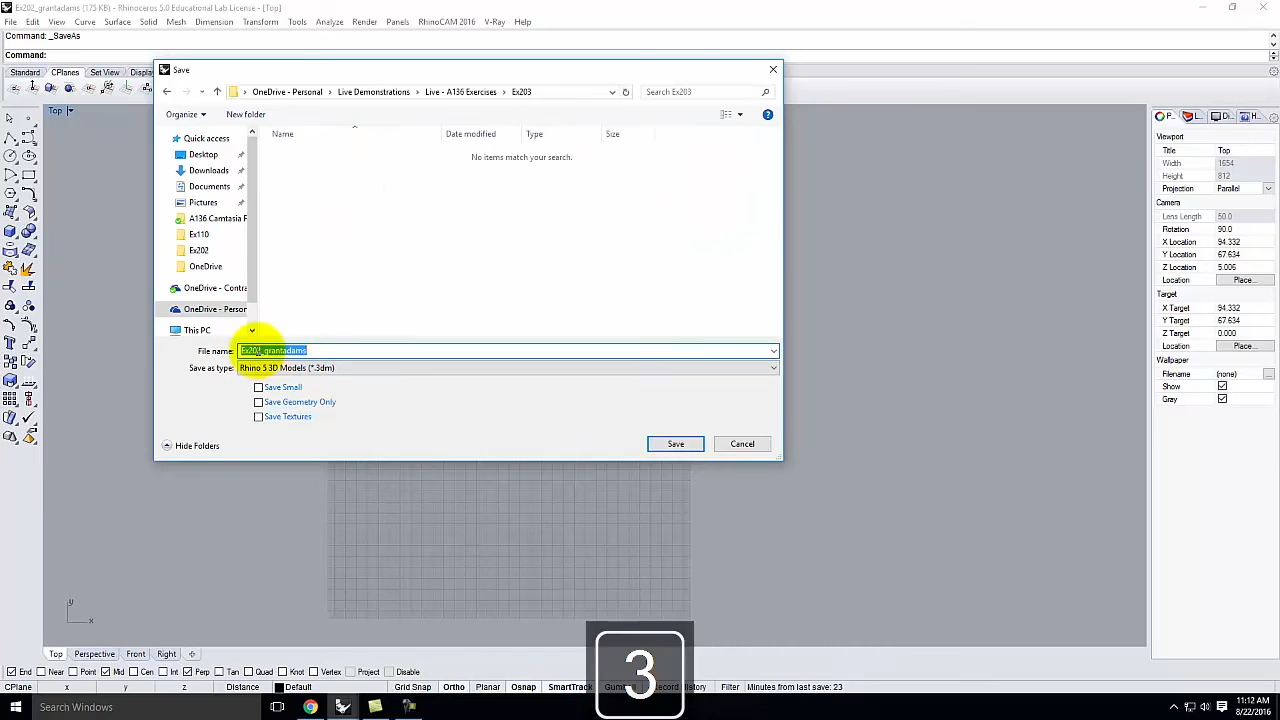 Ex202_grantadams (175 KB) - Rhinoceros 5.0 Educational Lab License - [Top]
File Edit View Curve Surface Solid Mesh Dimension Transform Tools Analyze Render Panels RhinoCAM 2016 V-Ray Help
Command: _SaveAs
Command:
Standard CPlanes Set View Display
Top
Save
OneDrive - Personal > Live Demonstrations > Live - A136 Exercises > Ex203
Search Ex203
Organize New folder
Name Date modified Type Size
No items match your search.
Quick access
Desktop
Downloads
Documents
Pictures
A136 Camtasia F
Ex110
Ex202
OneDrive
OneDrive - Contra
OneDrive - Person
This PC
File name: Ex202_grantadams
Save as type: Rhino 5 3D Models (*.3dm)
Save Small
Save Geometry Only
Save Textures
Hide Folders
Save Cancel
P... L... Di... H...
Viewport
Title Top
Width 1654
Height 812
Projection Parallel
Camera
Lens Length 50.0
Rotation 90.0
X Location 94.332
Y Location 67.634
Z Location 5.006
Location Place...
Target
X Target 94.332
Y Target 67.634
Z Target 0.000
Location Place...
Wallpaper
Filename (none) ...
Show
Gray
y
x
3
Top Perspective Front Right
End Near Point Mid Cen Int Perp Tan Quad Knot Vertex Project Disable
CPlane x y Distance Default Grid Snap Ortho Planar Osnap SmartTrack Gumball Record History Filter Minutes from last save: 23
Search Windows
11:12 AM
8/22/2016